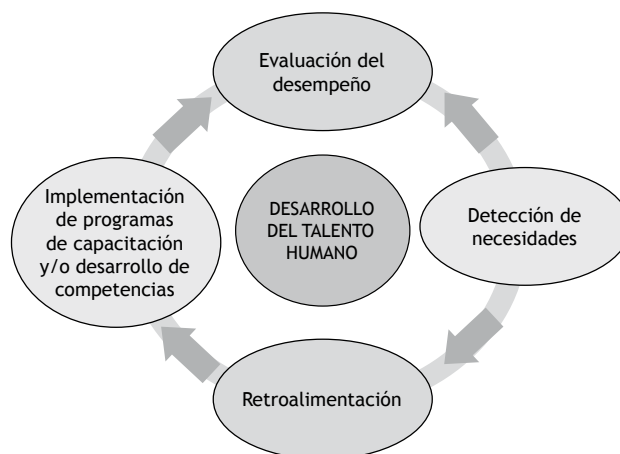 Evaluación del
desempeño
Implementación
de programas
de capacitación
y/o desarrollo de
competencias
DESARROLLO
DEL TALENTO
HUMANO
Detección de
necesidades
Retroalimentación